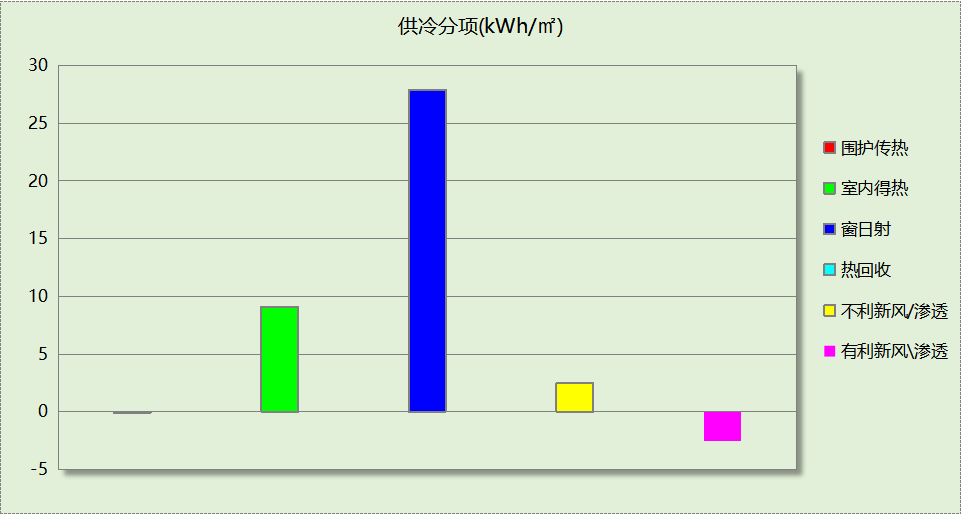 供冷分项(kWh/㎡)
30
25
20
15
10
5
0
-5
围护传热
室内得热
窗日射
热回收
不利新风/渗透
有利新风\渗透